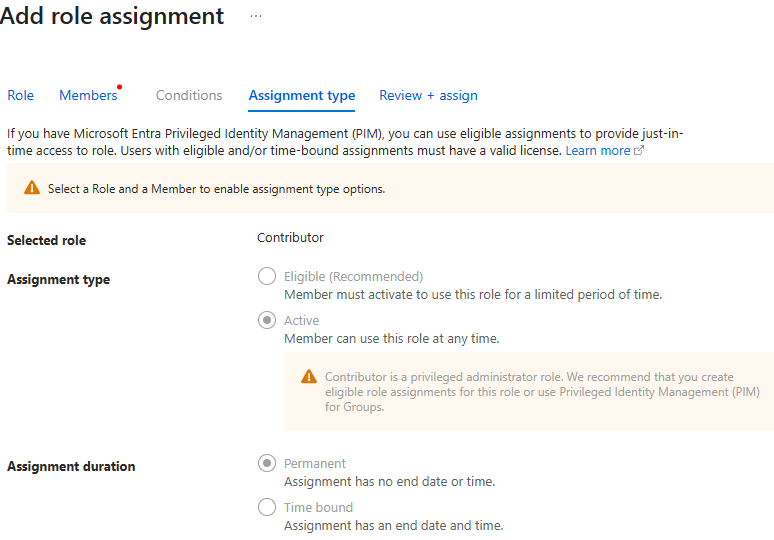 Add role assignment ...
Role Members Conditions Assignment type Review + assign
If you have Microsoft Entra Privileged Identity Management (PIM), you can use eligible assignments to provide just-in-
time access to role. Users with eligible and/or time-bound assignments must have a valid license. Learn more
Select a Role and a Member to enable assignment type options.
Selected role Contributor
Assignment type Eligible (Recommended)
Member must activate to use this role for a limited period of time.
Active
Member can use this role at any time.
Contributor is a privileged administrator role. We recommend that you create
eligible role assignments for this role or use Privileged Identity Management (PIM)
for Groups.
Assignment duration Permanent
Assignment has no end date or time.
Time bound
Assignment has an end date and time.